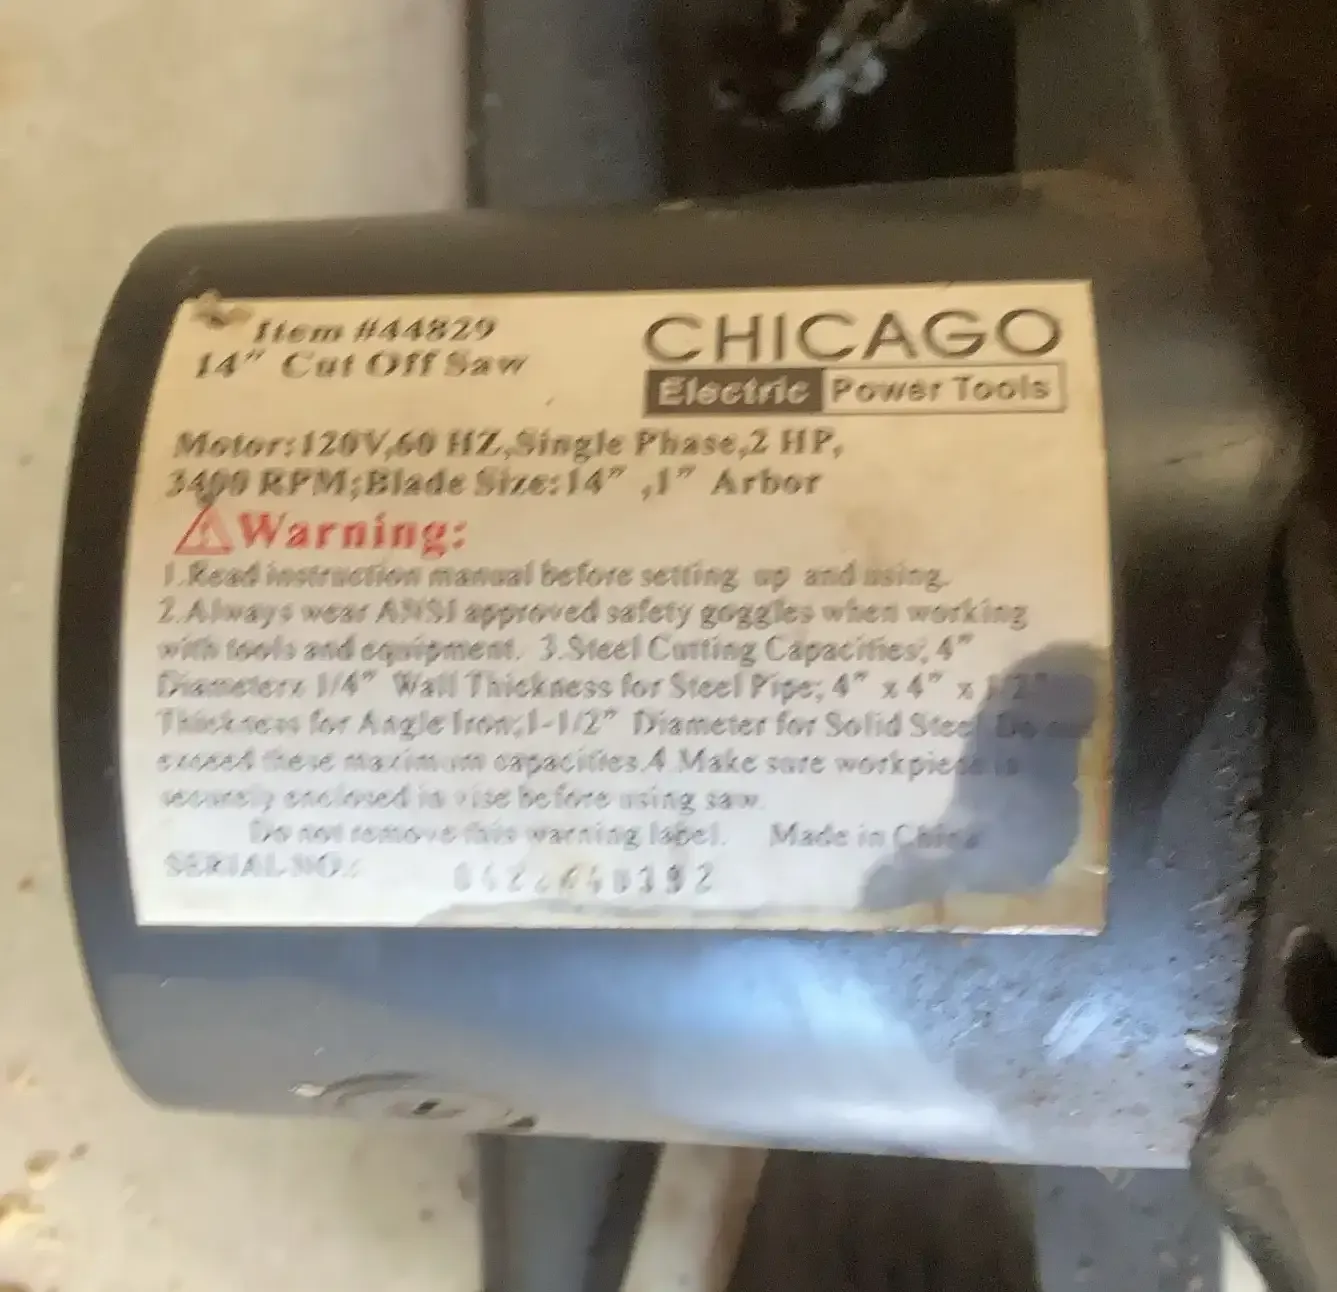 Item #44829
14" Cut Off Saw
CHICAGO
Electric Power Tools
Motor:120V,60 HZ,Single Phase,2 HP,
3400 RPM;Blade Size:14" ,1" Arbor
Warning:
1.Read instruction manual before setting up and using.
2.Always wear ANSI approved safety goggles when working
with tools and equipment. 3.Steel Cutting Capacities; 4"
Diameterx 1/4" Wall Thickness for Steel Pipe; 4" x 4" x 1/2"
Thickness for Angle Iron;1-1/2" Diameter for Solid Steel. Do not
exceed these maximum capacities.4.Make sure workpiece is
securely enclosed in vise before using saw.
Do not remove this warning label. Made in China
SERIAL NO.: